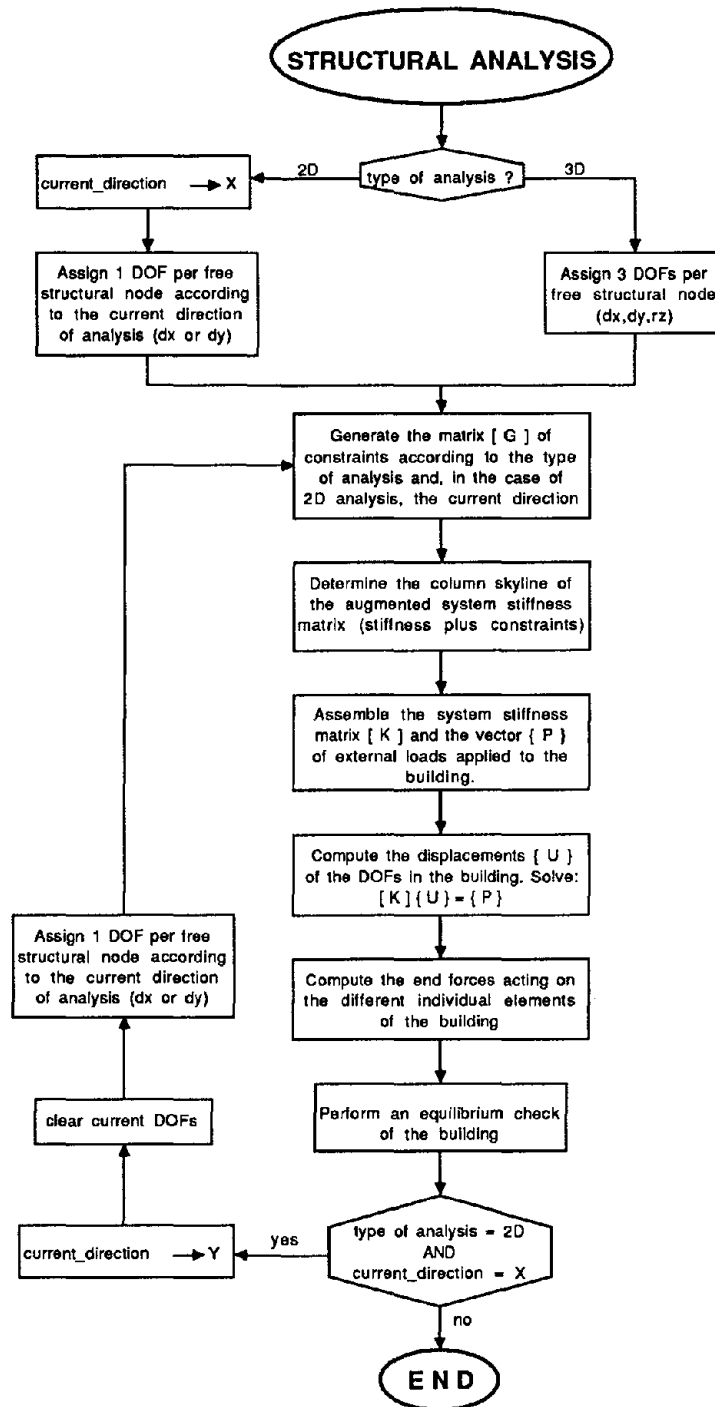 STRUCTURAL ANALYSIS
2D
type of analysis ?
3D
current_direction → X
Assign 1 DOF per free
structural node according
to the current direction
of analysis (dx or dy)
Assign 3 DOFs per
free structural node
(dx,dy,rz)
Generate the matrix [ G ] of
constraints according to the type
of analysis and, in the case of
2D analysis, the current direction
Determine the column skyline of
the augmented system stiffness
matrix (stiffness plus constraints)
Assemble the system stiffness
matrix [ K ] and the vector { P }
of external loads applied to the
building.
Compute the displacements { U }
of the DOFs in the building. Solve:
[ K ] { U } = { P }
Assign 1 DOF per free
structural node according
to the current direction
of analysis (dx or dy)
Compute the end forces acting on
the different individual elements
of the building
clear current DOFs
Perform an equilibrium check
of the building
current_direction → Y
yes
type of analysis = 2D
AND
current_direction = X
no
END